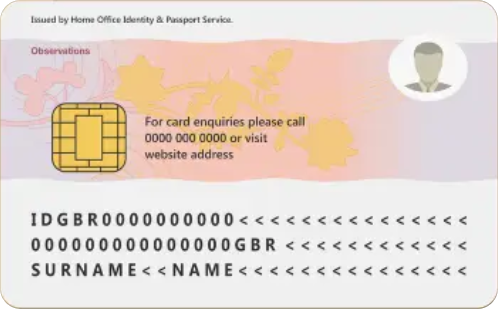 Issued by Home Office Identity & Passport Service.
Observations
For card enquiries please call
0000 000 0000 or visit
website address
IDGBR0000000000<<<<<<<<<<<<<<<
000000000000000GBR<<<<<<<<<<<<
SURNAME<<NAME<<<<<<<<<<<<<<<<<